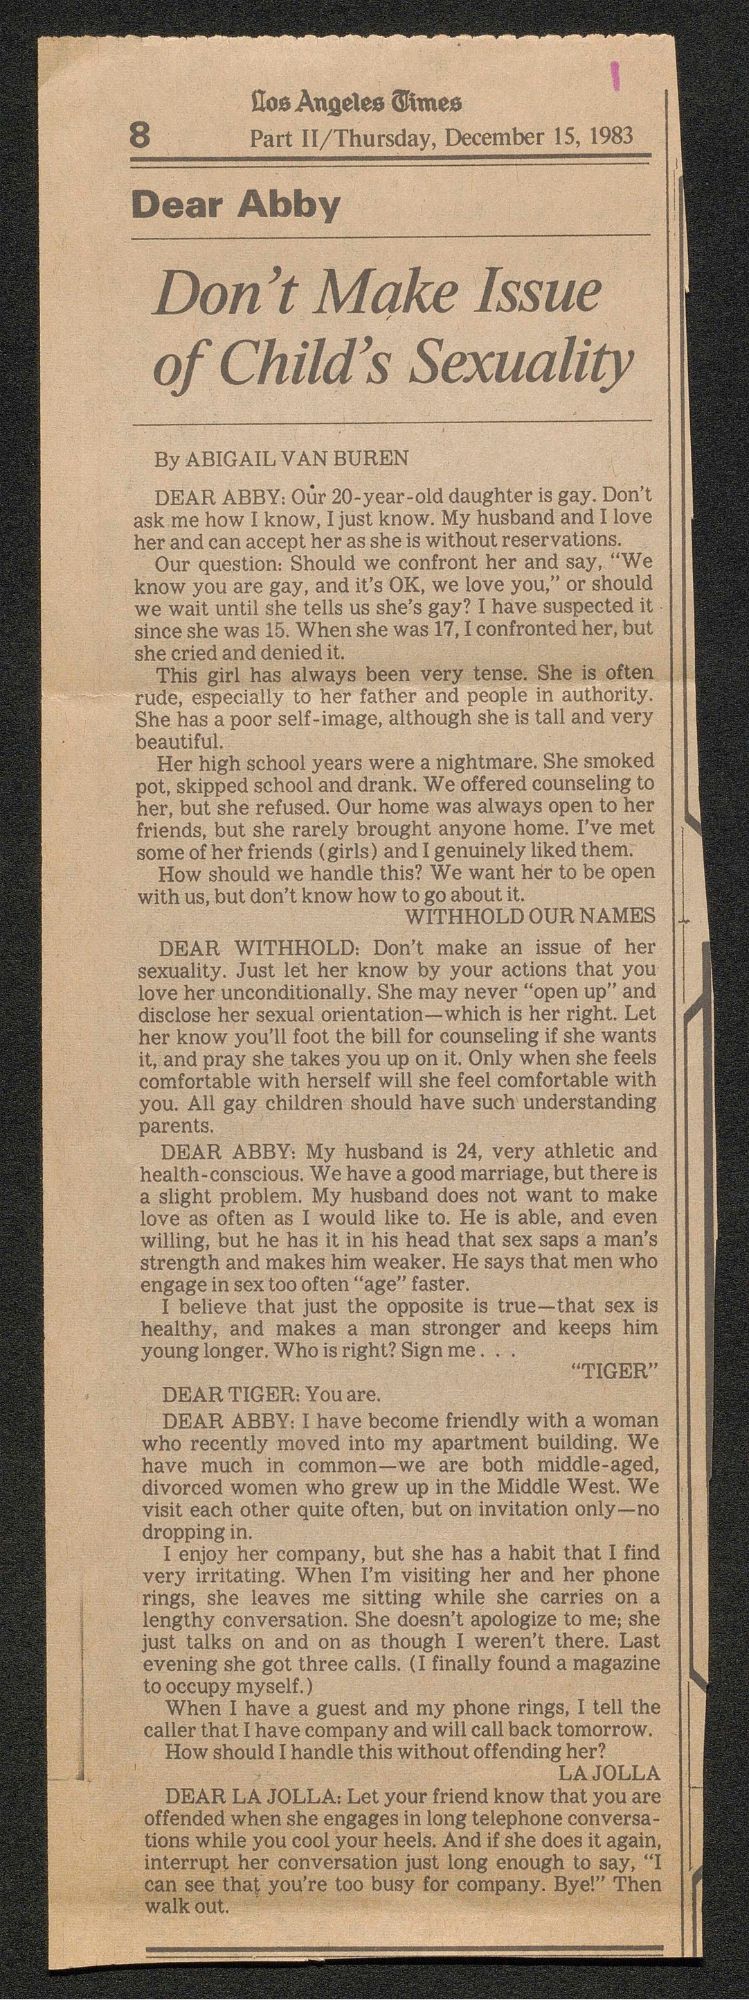 Los Angeles Times
8 Part II/Thursday, December 15, 1983
Dear Abby
Don't Make Issue
of Child's Sexuality
By ABIGAIL VAN BUREN
DEAR ABBY: Our 20-year-old daughter is gay. Don't
ask me how I know, I just know. My husband and I love
her and can accept her as she is without reservations.
Our question: Should we confront her and say, "We
know you are gay, and it's OK, we love you," or should
we wait until she tells us she's gay? I have suspected it
since she was 15. When she was 17, I confronted her, but
she cried and denied it.
This girl has always been very tense. She is often
rude, especially to her father and people in authority.
She has a poor self-image, although she is tall and very
beautiful.
Her high school years were a nightmare. She smoked
pot, skipped school and drank. We offered counseling to
her, but she refused. Our home was always open to her
friends, but she rarely brought anyone home. I've met
some of her friends (girls) and I genuinely liked them.
How should we handle this? We want her to be open
with us, but don't know how to go about it.
WITHHOLD OUR NAMES
DEAR WITHHOLD: Don't make an issue of her
sexuality. Just let her know by your actions that you
love her unconditionally. She may never "open up" and
disclose her sexual orientation—which is her right. Let
her know you'll foot the bill for counseling if she wants
it, and pray she takes you up on it. Only when she feels
comfortable with herself will she feel comfortable with
you. All gay children should have such understanding
parents.
DEAR ABBY: My husband is 24, very athletic and
health-conscious. We have a good marriage, but there is
a slight problem. My husband does not want to make
love as often as I would like to. He is able, and even
willing, but he has it in his head that sex saps a man's
strength and makes him weaker. He says that men who
engage in sex too often "age" faster.
I believe that just the opposite is true—that sex is
healthy, and makes a man stronger and keeps him
young longer. Who is right? Sign me . . .
"TIGER"
DEAR TIGER: You are.
DEAR ABBY: I have become friendly with a woman
who recently moved into my apartment building. We
have much in common—we are both middle-aged,
divorced women who grew up in the Middle West. We
visit each other quite often, but on invitation only—no
dropping in.
I enjoy her company, but she has a habit that I find
very irritating. When I'm visiting her and her phone
rings, she leaves me sitting while she carries on a
lengthy conversation. She doesn't apologize to me; she
just talks on and on as though I weren't there. Last
evening she got three calls. (I finally found a magazine
to occupy myself.)
When I have a guest and my phone rings, I tell the
caller that I have company and will call back tomorrow.
How should I handle this without offending her?
LA JOLLA
DEAR LA JOLLA: Let your friend know that you are
offended when she engages in long telephone conversa-
tions while you cool your heels. And if she does it again,
interrupt her conversation just long enough to say, "I
can see that you're too busy for company. Bye!" Then
walk out.